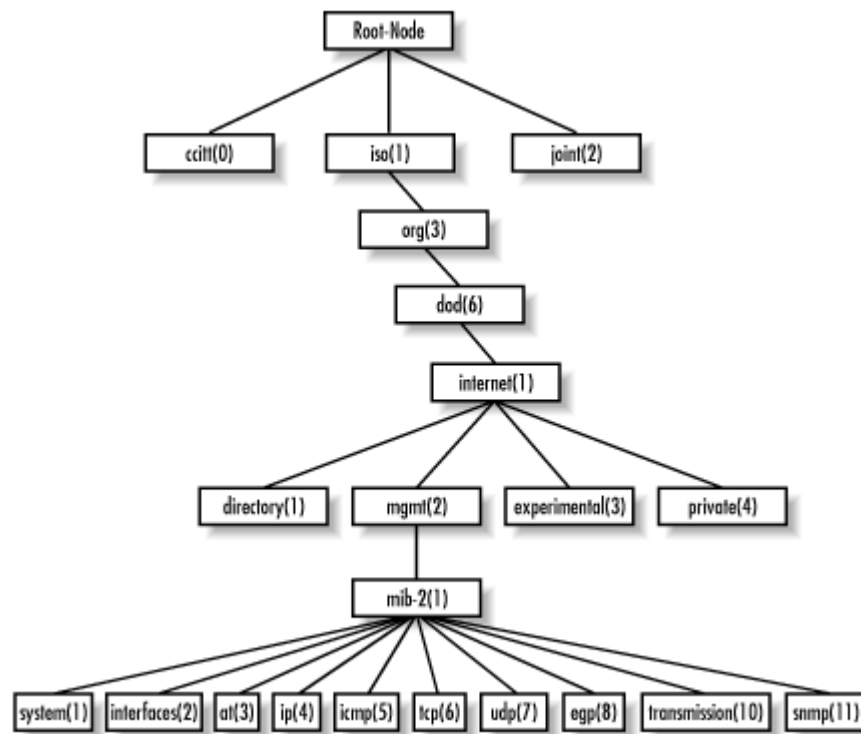 Root-Node
ccitt(0) iso(1) joint(2)
org(3)
dod(6)
internet(1)
directory(1) mgmt(2) experimental(3) private(4)
mib-2(1)
system(1) interfaces(2) at(3) ip(4) icmp(5) tcp(6) udp(7) egp(8) transmission(10) snmp(11)